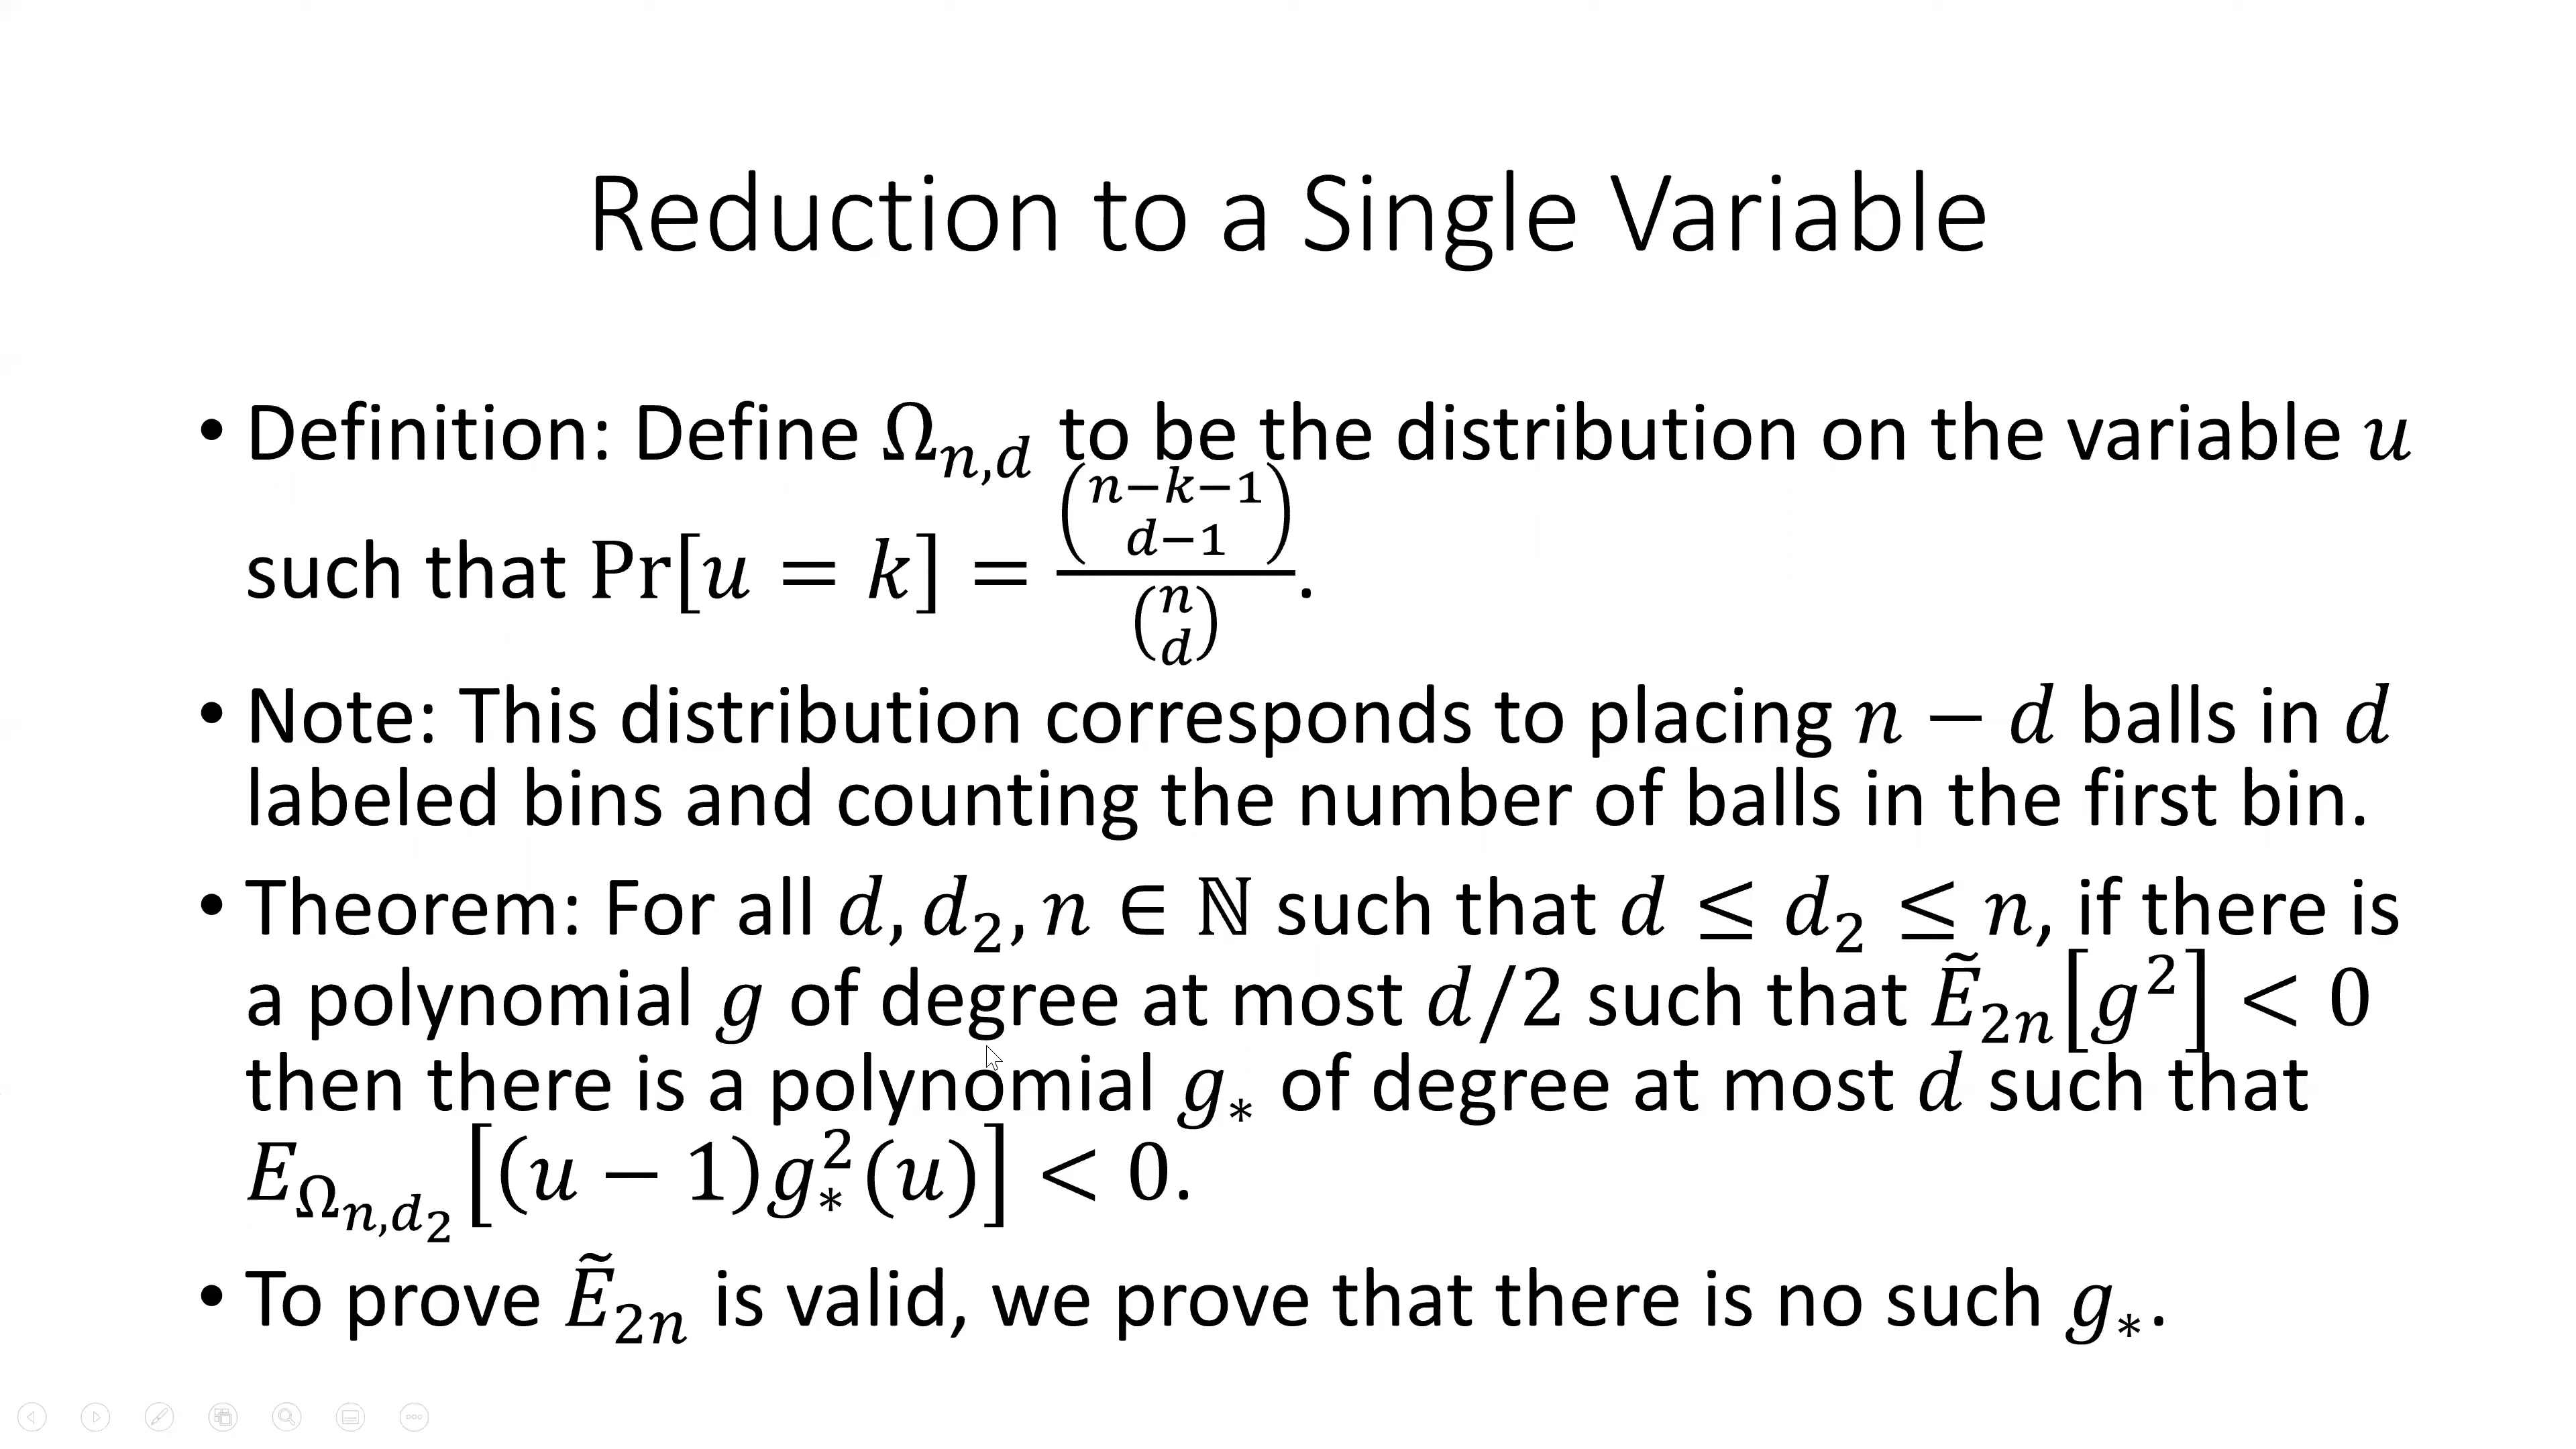 Reduction to a Single Variable
• Definition: Define Ω_{n,d} to be the distribution on the variable u
such that Pr[u = k] = \frac{\binom{n-k-1}{d-1}}{\binom{n}{d}}.
• Note: This distribution corresponds to placing n − d balls in d
labeled bins and counting the number of balls in the first bin.
• Theorem: For all d, d_2, n ∈ ℕ such that d ≤ d_2 ≤ n, if there is
a polynomial g of degree at most d/2 such that \tilde{E}_{2n}[g^2] < 0
then there is a polynomial g_* of degree at most d such that
E_{Ω_{n,d_2}}[(u − 1)g_*^2(u)] < 0.
• To prove \tilde{E}_{2n} is valid, we prove that there is no such g_*.